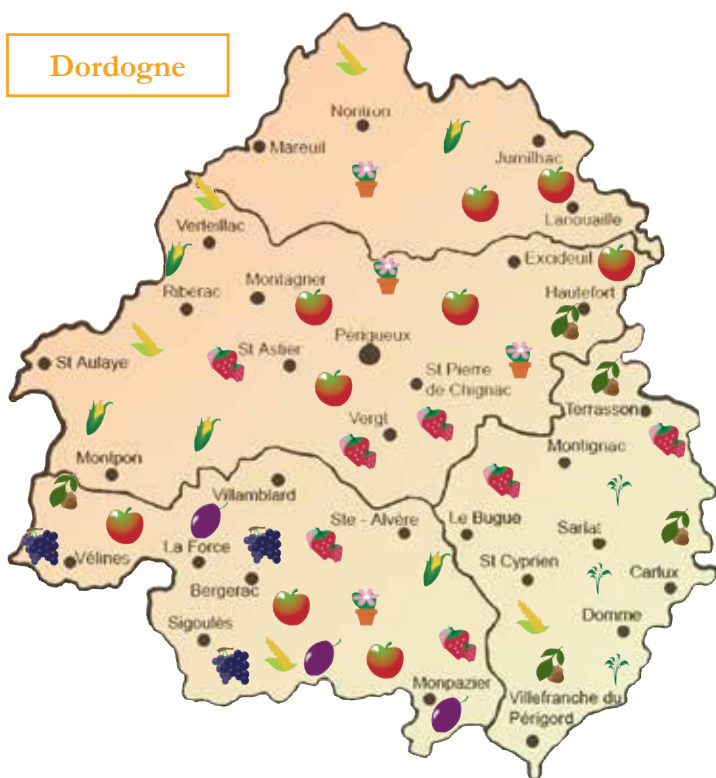 Dordogne
Nontron
Mareuil
Jumilhac
Lanouaille
Verteillac
Excideuil
Montagrier
Ribérac
Hautefort
Périgueux
St Astier
St Aulaye
St Pierre
de Chignac
Terrasson
Vergt
Montignac
Montpon
Villamblard
Ste - Alvère
Le Bugue
Sarlat
La Force
Vélines
St Cyprien
Carlux
Bergerac
Domme
Sigoulès
Monpazier
Villefranche du
Périgord